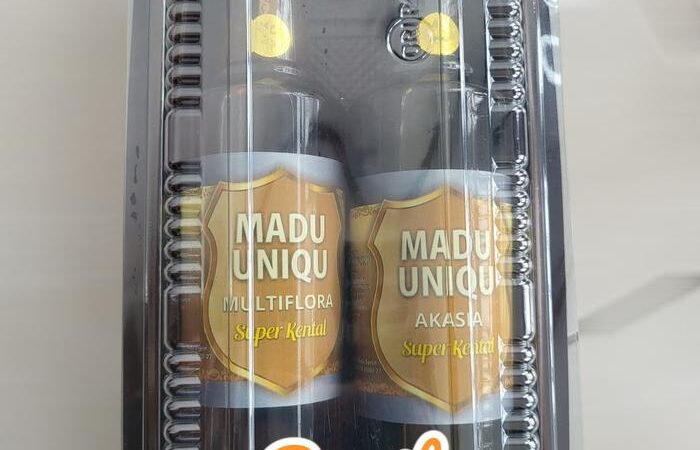 MADU
UNIQU
MULTIFLORA
Super Kental
MADU
UNIQU
AKASIA
Super Kental